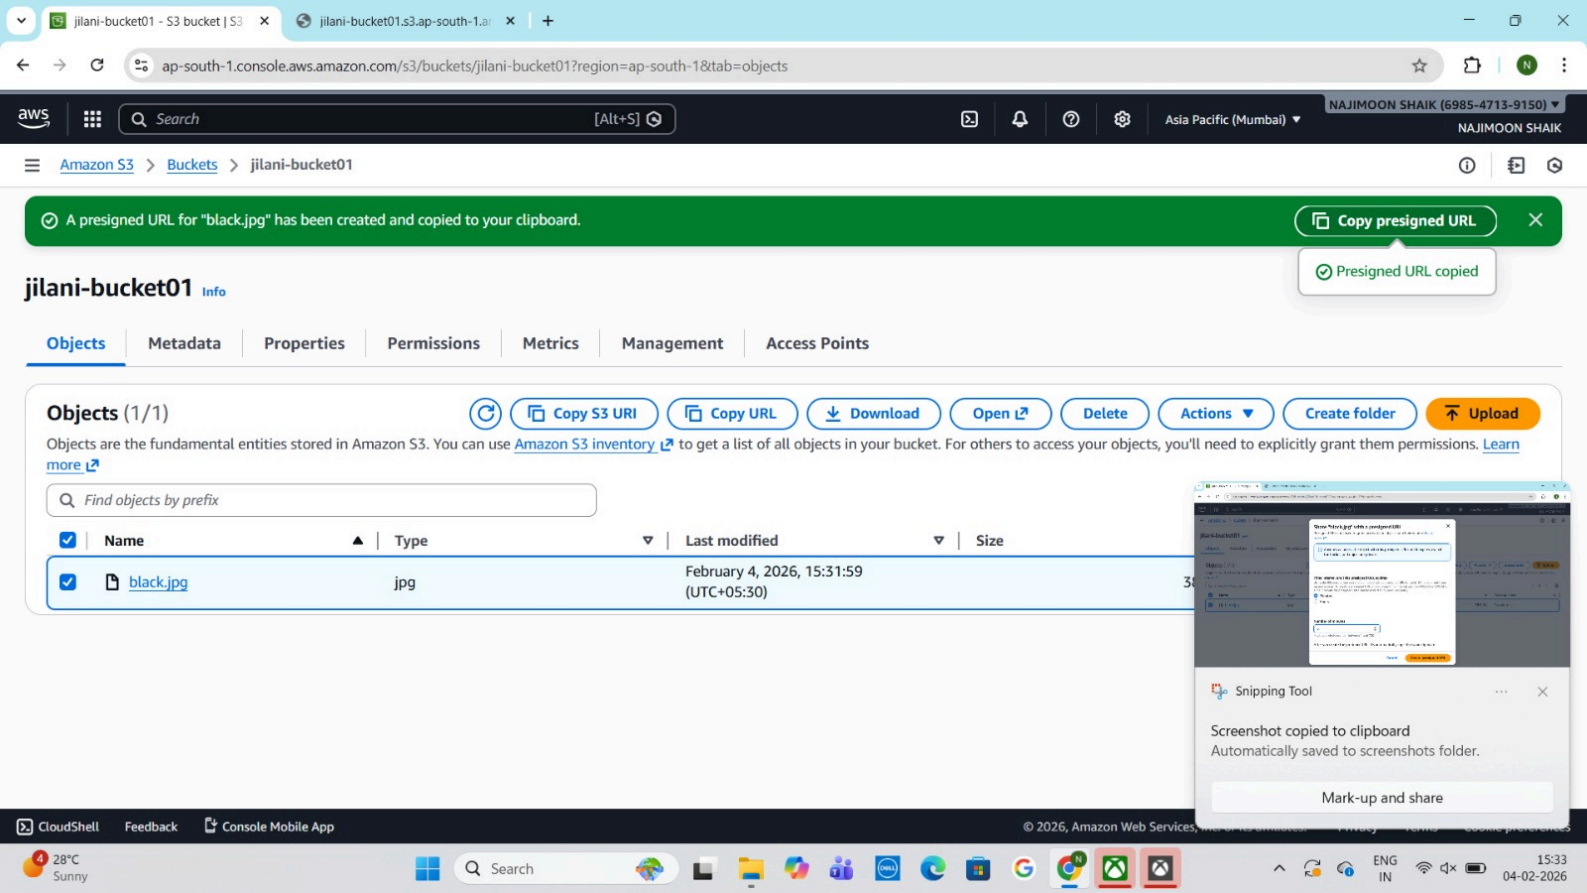 jilani-bucket01 - S3 bucket | S3
jilani-bucket01.s3.ap-south-1.a
ap-south-1.console.aws.amazon.com/s3/buckets/jilani-bucket01?region=ap-south-1&tab=objects
N
aws
Search
[Alt+S]
Asia Pacific (Mumbai)
NAJIMOON SHAIK (6985-4713-9150)
NAJIMOON SHAIK
Amazon S3
Buckets
jilani-bucket01
A presigned URL for "black.jpg" has been created and copied to your clipboard.
Copy presigned URL
Presigned URL copied
jilani-bucket01 Info
Objects
Metadata
Properties
Permissions
Metrics
Management
Access Points
Objects (1/1)
Copy S3 URI
Copy URL
Download
Open
Delete
Actions
Create folder
Upload
Objects are the fundamental entities stored in Amazon S3. You can use Amazon S3 inventory to get a list of all objects in your bucket. For others to access your objects, you'll need to explicitly grant them permissions. Learn
more
Find objects by prefix
Name
Type
Last modified
Size
black.jpg
jpg
February 4, 2026, 15:31:59
(UTC+05:30)
38
Snipping Tool
Screenshot copied to clipboard
Automatically saved to screenshots folder.
Mark-up and share
CloudShell
Feedback
Console Mobile App
© 2026, Amazon Web Services,
4
28°C
Sunny
Search
DELL
N
ENG
IN
15:33
04-02-2026